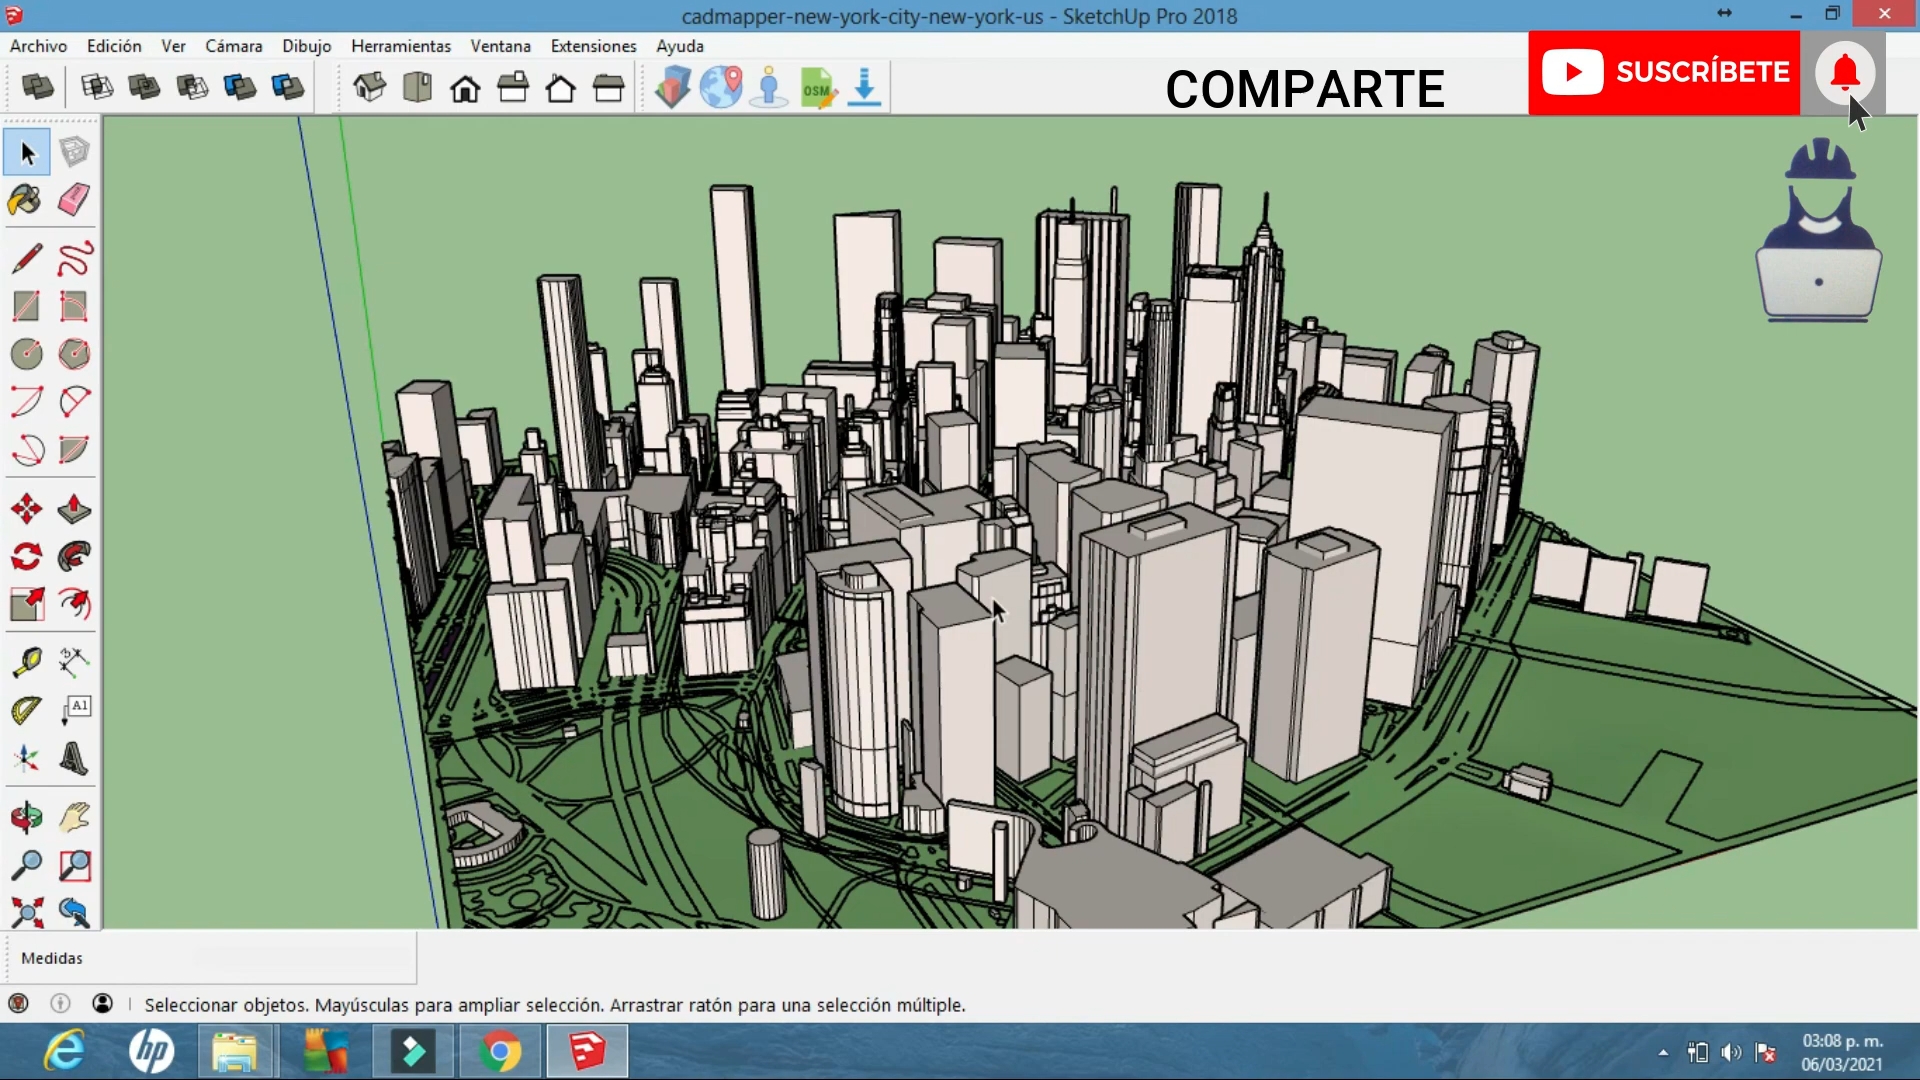 cadmapper-new-york-city-new-york-us - SketchUp Pro 2018
Archivo Edición Ver Cámara Dibujo Herramientas Ventana Extensiones Ayuda
OSM
COMPARTE
SUSCRÍBETE
A1
Medidas
Seleccionar objetos. Mayúsculas para ampliar selección. Arrastrar ratón para una selección múltiple.
hp
03:08 p. m.
06/03/2021